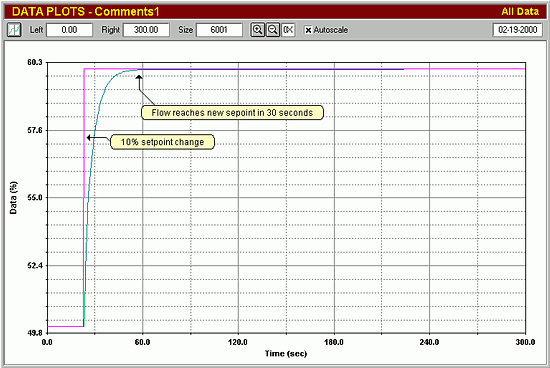 DATA PLOTS - Comments1 All Data
Left 0.00 Right 300.00 Size 6001 0X Autoscale 02-19-2000
60.3
57.6
55.0
52.4
49.8
Data (%)
Flow reaches new sepoint in 30 seconds
10% setpoint change
0.0 60.0 120.0 180.0 240.0 300.0
Time (sec)